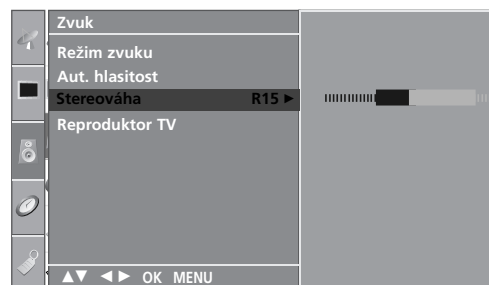 Zvuk
Režim zvuku
Aut. hlasitost
Stereováha R15 ►
Reproduktor TV
▲▼ ◄► OK MENU